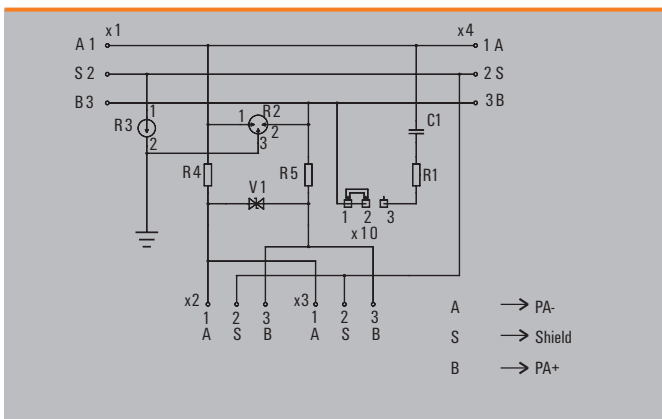 x1 x4
A 1 1 A
S 2 2 S
B 3 3 B
1 R2
R3 1 2 C1
2 3
R4 R5 R1
V1
1 2 3
x10
x2 x3
1 2 3 1 2 3
A S B A S B
A PA-
S Shield
B PA+